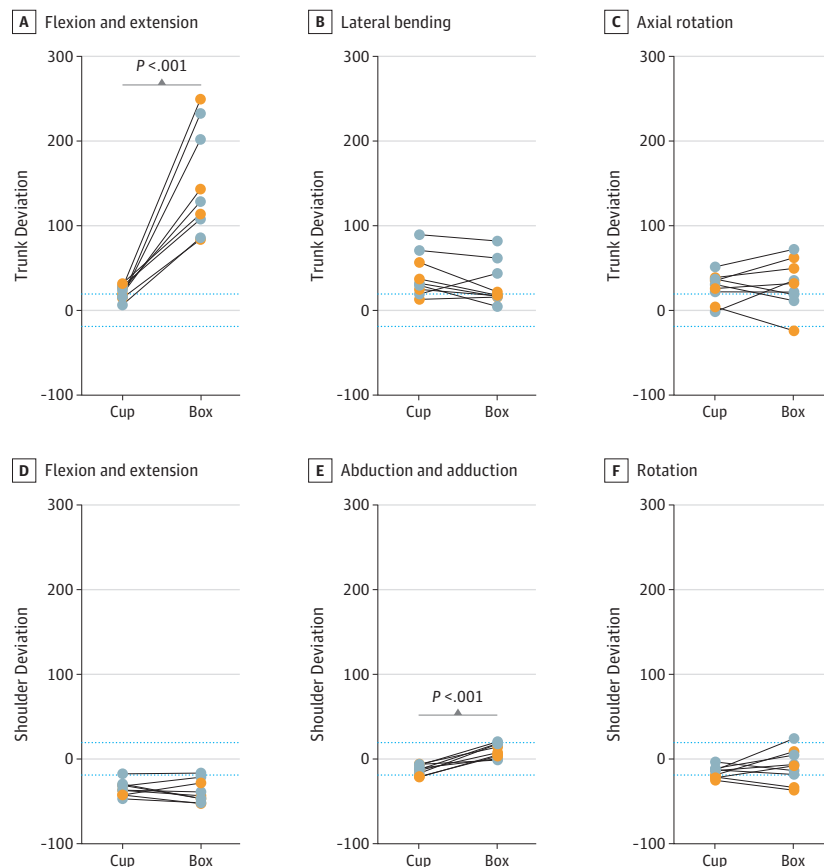 A Flexion and extension
300
200
100
0
-100
Trunk Deviation
P <.001
Cup Box
B Lateral bending
300
200
100
0
-100
Trunk Deviation
Cup Box
C Axial rotation
300
200
100
0
-100
Trunk Deviation
Cup Box
D Flexion and extension
300
200
100
0
-100
Shoulder Deviation
Cup Box
E Abduction and adduction
300
200
100
0
-100
Shoulder Deviation
P <.001
Cup Box
F Rotation
300
200
100
0
-100
Shoulder Deviation
Cup Box